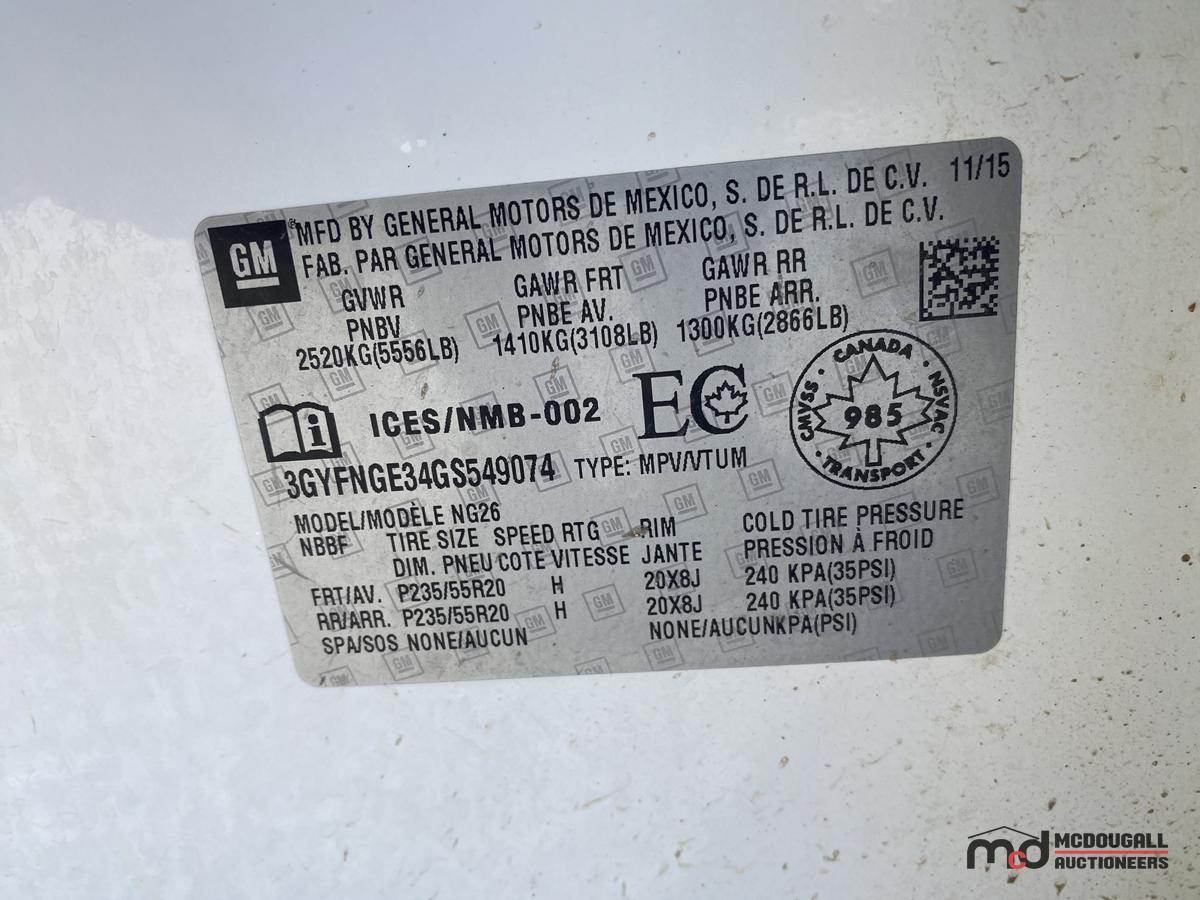 MFD BY GENERAL MOTORS DE MEXICO, S. DE R.L. DE C.V. 11/15
FAB. PAR GENERAL MOTORS DE MEXICO, S. DE R.L. DE C.V.
GM
GVWR GAWR FRT GAWR RR
PNBV PNBE AV. PNBE ARR.
2520KG(5556LB) 1410KG(3108LB) 1300KG(2866LB)
i ICES/NMB-002 EC
CANADA · NSVAC · TRANSPORT · CMVSS ·
985
3GYFNGE34GS549074 TYPE: MPV/VTUM
MODEL/MODÈLE NG26
NBBF TIRE SIZE SPEED RTG RIM COLD TIRE PRESSURE
DIM. PNEU COTE VITESSE JANTE PRESSION À FROID
FRT/AV. P235/55R20 H 20X8J 240 KPA(35PSI)
RR/ARR. P235/55R20 H 20X8J 240 KPA(35PSI)
SPA/SOS NONE/AUCUN NONE/AUCUNKPA(PSI)
mcd MCDOUGALL
AUCTIONEERS